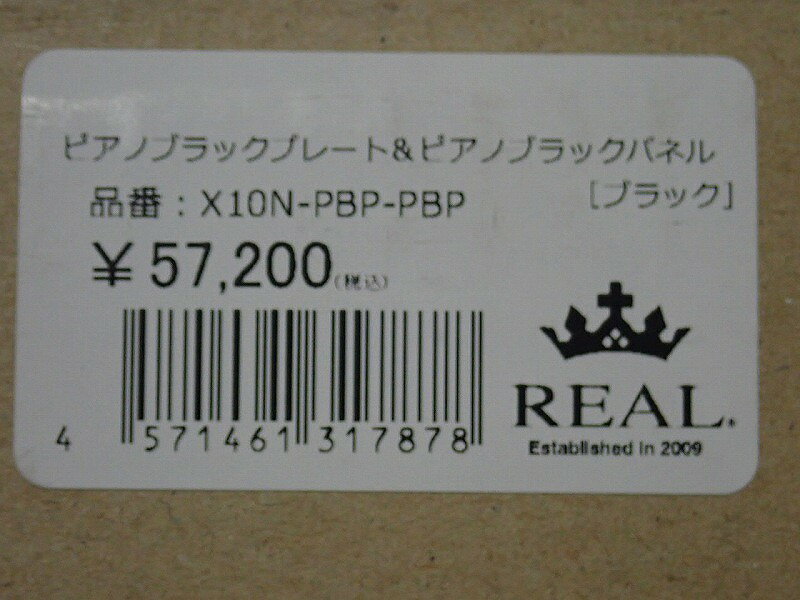 ピアノブラックプレート&ピアノブラックパネル
[ブラック]
品番：X10N-PBP-PBP
￥57,200(税込)
4 571461 317878
REAL.
Established in 2009